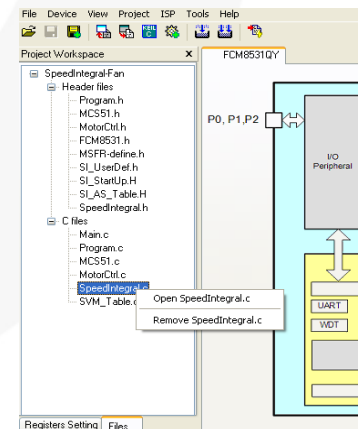 File Device View Project ISP Tools Help
Project Workspace x
FCM8531QY
SpeedIntegral-Fan
Header files
Program.h
MCS51.h
MotorCtrl.h
FCM8531.h
MSFR-define.h
SI_UserDef.h
SI_StartUp.H
SI_AS_Table.H
SpeedIntegral.h
C files
Main.c
Program.c
MCS51.c
MotorCtrl.c
SpeedIntegral.c
SVM_Table.c
Open SpeedIntegral.c
Remove SpeedIntegral.c
P0, P1,P2
I/O
Peripheral
UART
WDT
Registers Setting Files